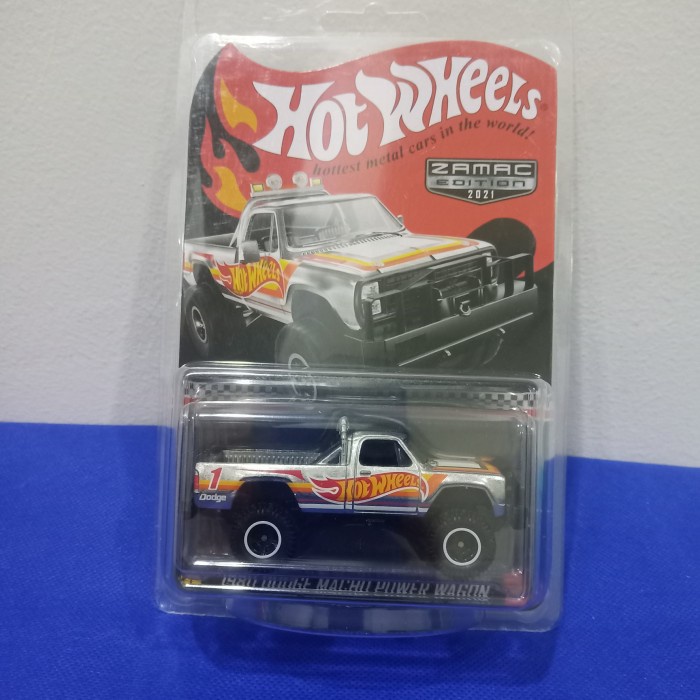 HOT WHEELS
hottest metal cars in the world!
ZAMAC
EDITION
2021
HOT WHEELS
1
Dodge
HOT WHEELS
1980 DODGE MACHO POWER WAGON